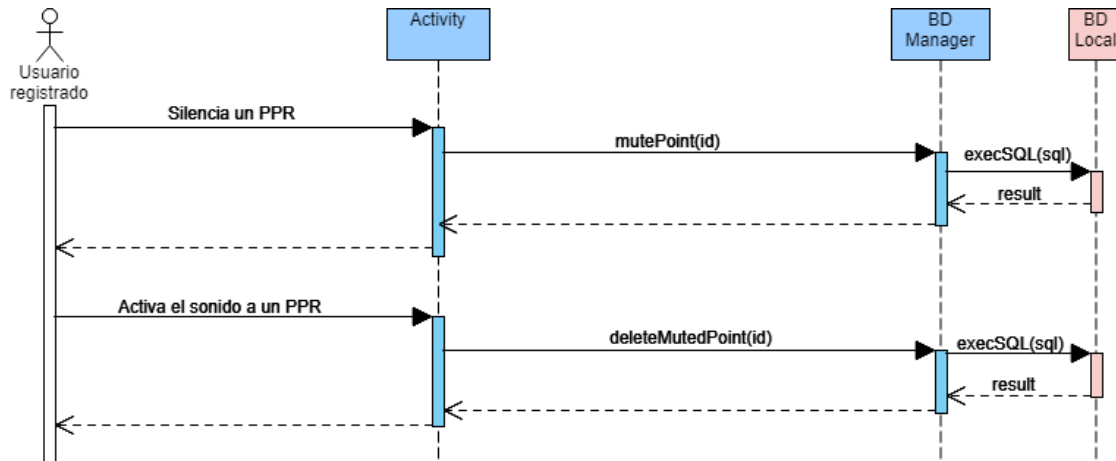 Activity
BD
Manager
BD
Local
Usuario
registrado
Silencia un PPR
mutePoint(id)
execSQL(sql)
result
Activa el sonido a un PPR
deleteMutedPoint(id)
execSQL(sql)
result